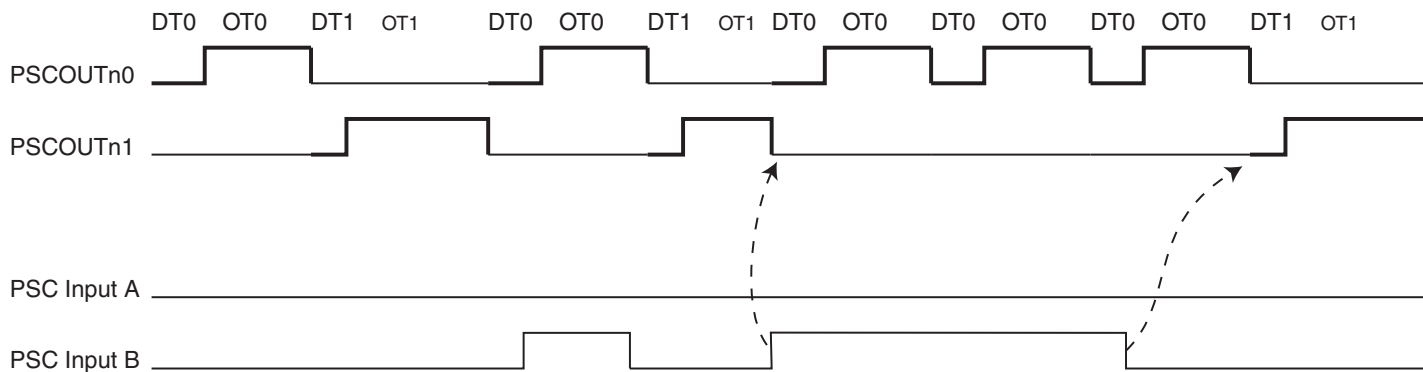 DT0 OT0 DT1 OT1 DT0 OT0 DT1 OT1 DT0 OT0 DT0 OT0 DT0 OT0 DT1 OT1
PSCOUTn0
PSCOUTn1
PSC Input A
PSC Input B